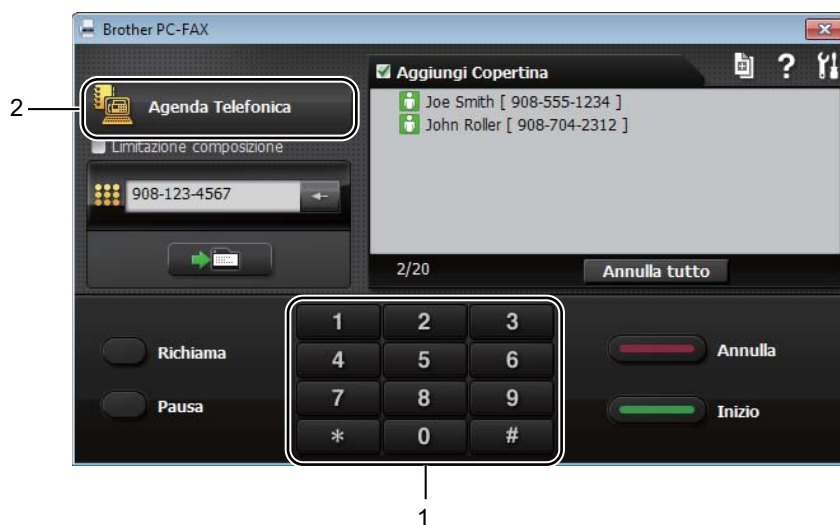 Brother PC-FAX
2
Agenda Telefonica
Limitazione composizione
908-123-4567
Aggiungi Copertina
?
Joe Smith [ 908-555-1234 ]
John Roller [ 908-704-2312 ]
2/20
Annulla tutto
Richiama
Pausa
1 2 3
4 5 6
7 8 9
* 0 #
Annulla
Inizio
1